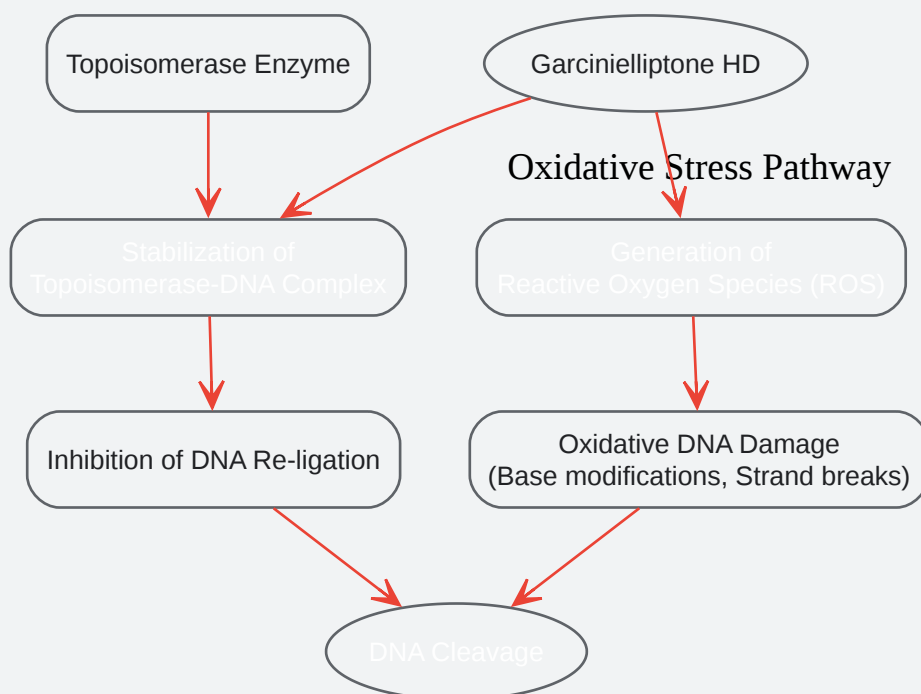 Topoisomerase Enzyme
Garcinielliptone HD
Oxidative Stress Pathway
Stabilization of
Topoisomerase-DNA Complex
Generation of
Reactive Oxygen Species (ROS)
Inhibition of DNA Re-ligation
Oxidative DNA Damage
(Base modifications, Strand breaks)
DNA Cleavage